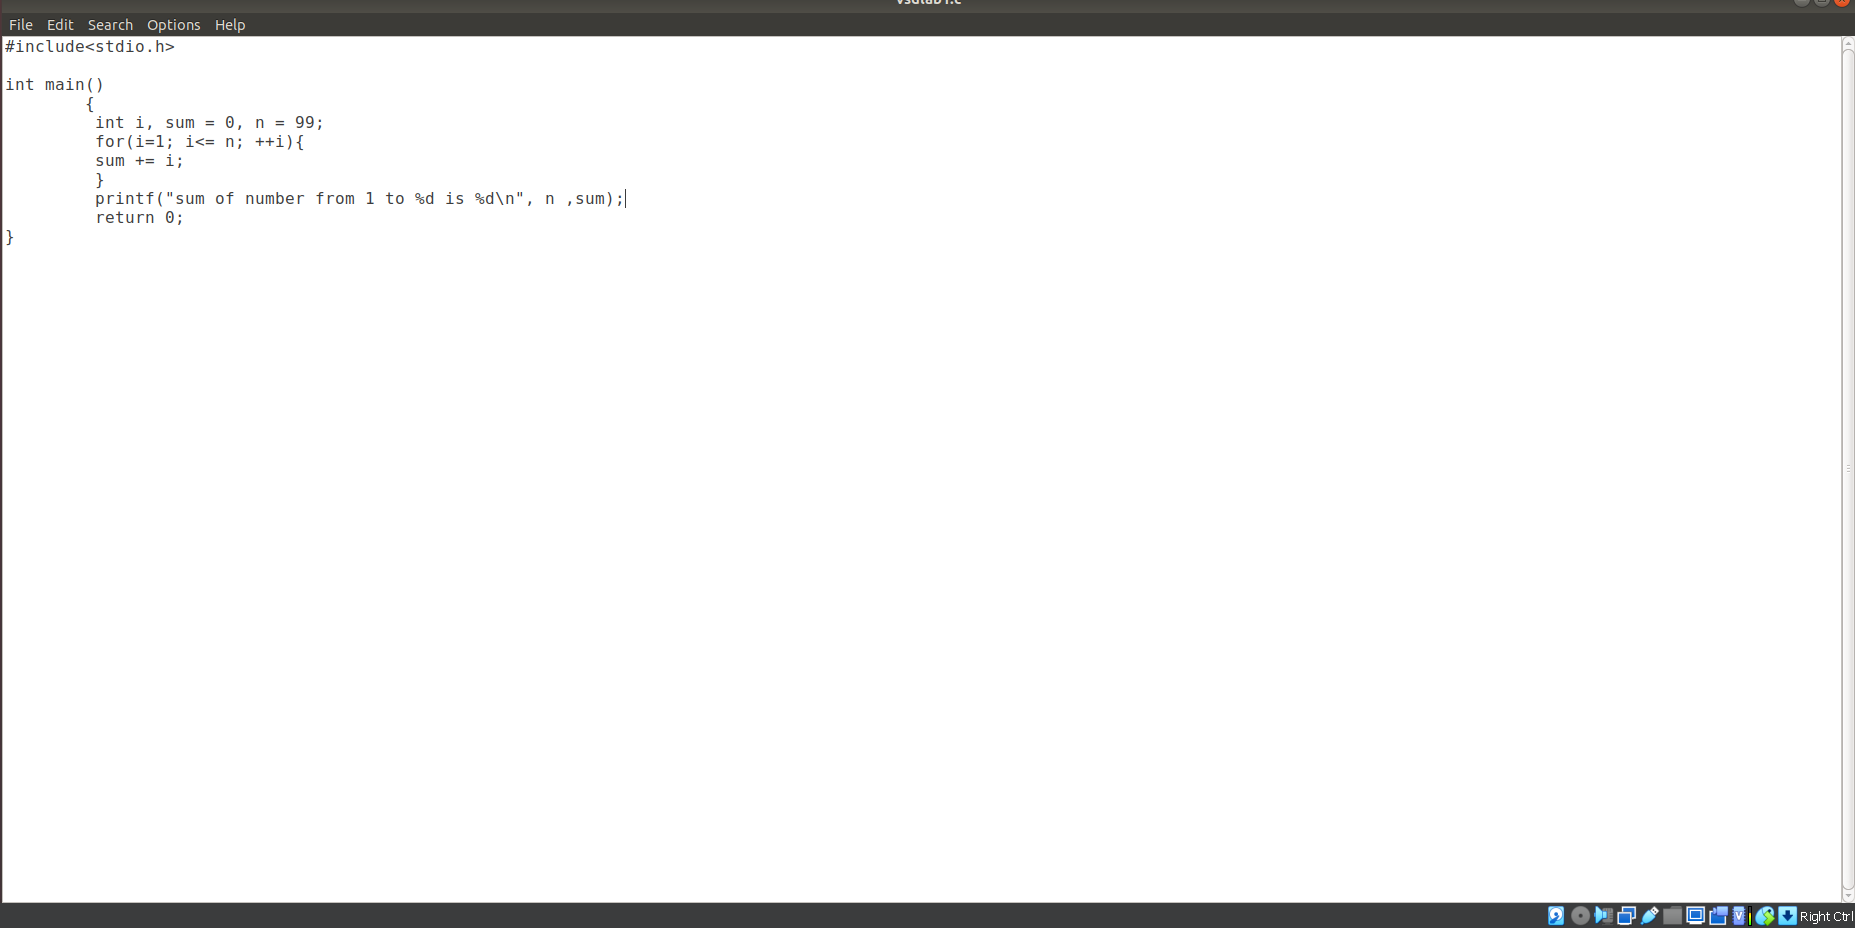 File Edit Search Options Help
#include<stdio.h>
int main()
{
int i, sum = 0, n = 99;
for(i=1; i<= n; ++i){
sum += i;
}
printf("sum of number from 1 to %d is %d\n", n ,sum);
return 0;
}
Right Ctrl